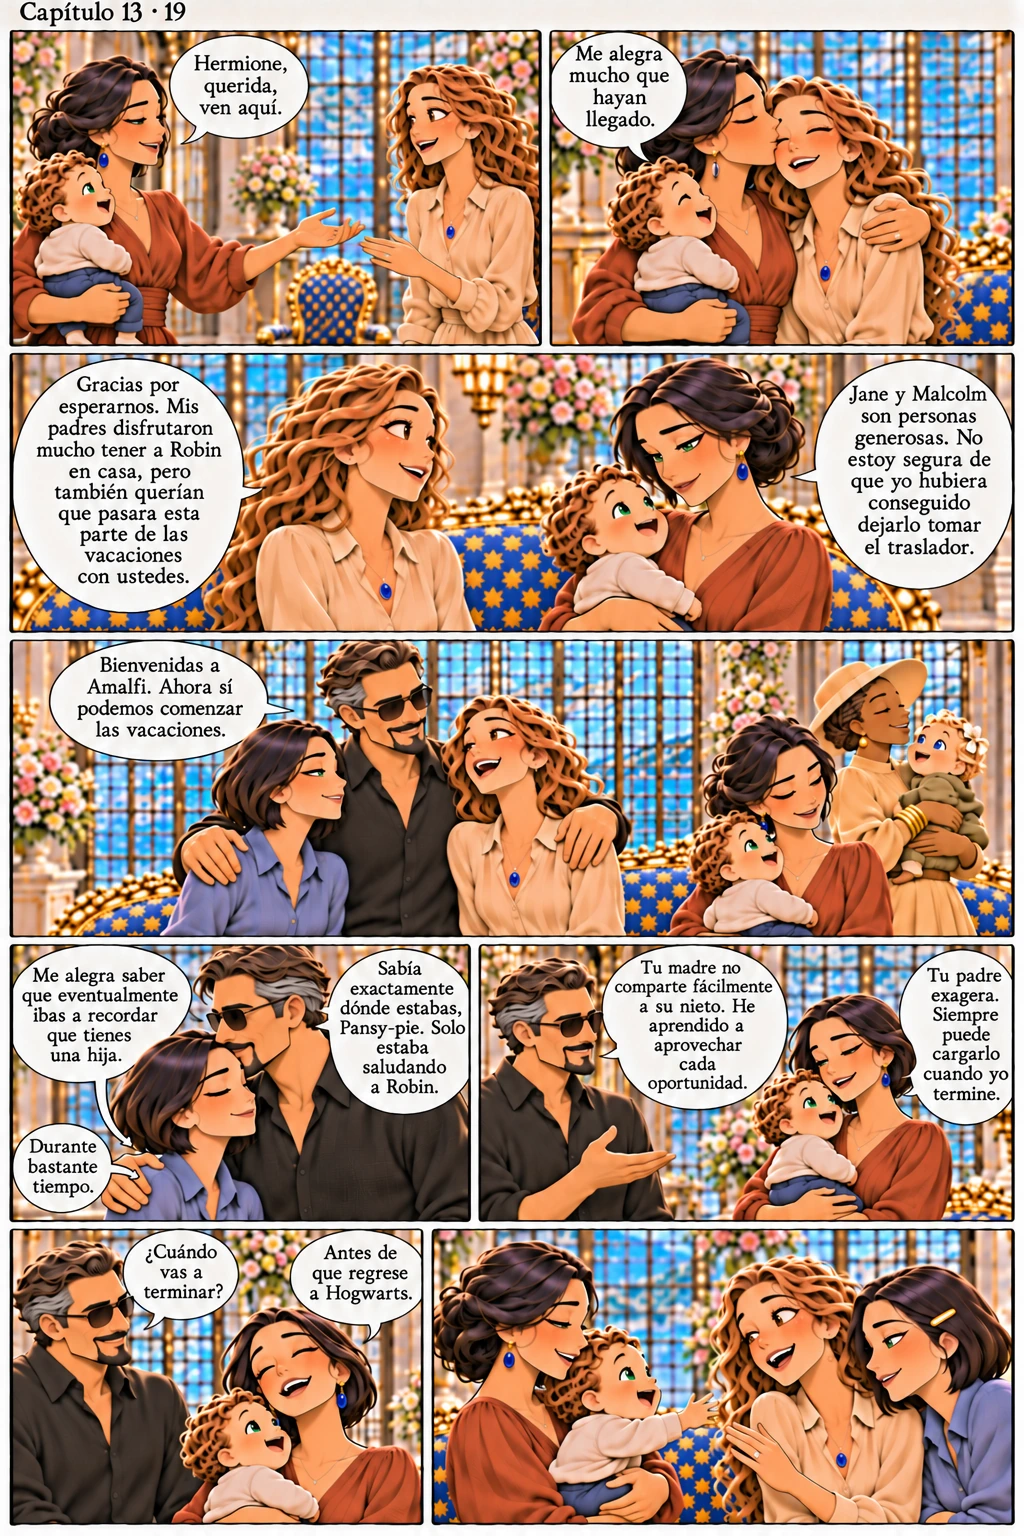 Capítulo 13 · 19
Hermione,
querida,
ven aquí.
Me alegra
mucho que
hayan
llegado.
Gracias por
esperarnos. Mis
padres disfrutaron
mucho tener a Robin
en casa, pero
también querían
que pasara esta
parte de las
vacaciones
con ustedes.
Jane y Malcolm
son personas
generosas. No
estoy segura de
que yo hubiera
conseguido
dejarlo tomar
el traslador.
Bienvenidas a
Amalfi. Ahora sí
podemos comenzar
las vacaciones.
Me alegra saber
que eventualmente
ibas a recordar
que tienes
una hija.
Sabía
exactamente
dónde estabas,
Pansy-pie. Solo
estaba
saludando
a Robin.
Durante
bastante
tiempo.
Tu madre no
comparte fácilmente
a su nieto. He
aprendido a
aprovechar
cada
oportunidad.
Tu padre
exagera.
Siempre
puede
cargarlo
cuando yo
termine.
¿Cuándo
vas a
terminar?
Antes de
que regrese
a Hogwarts.